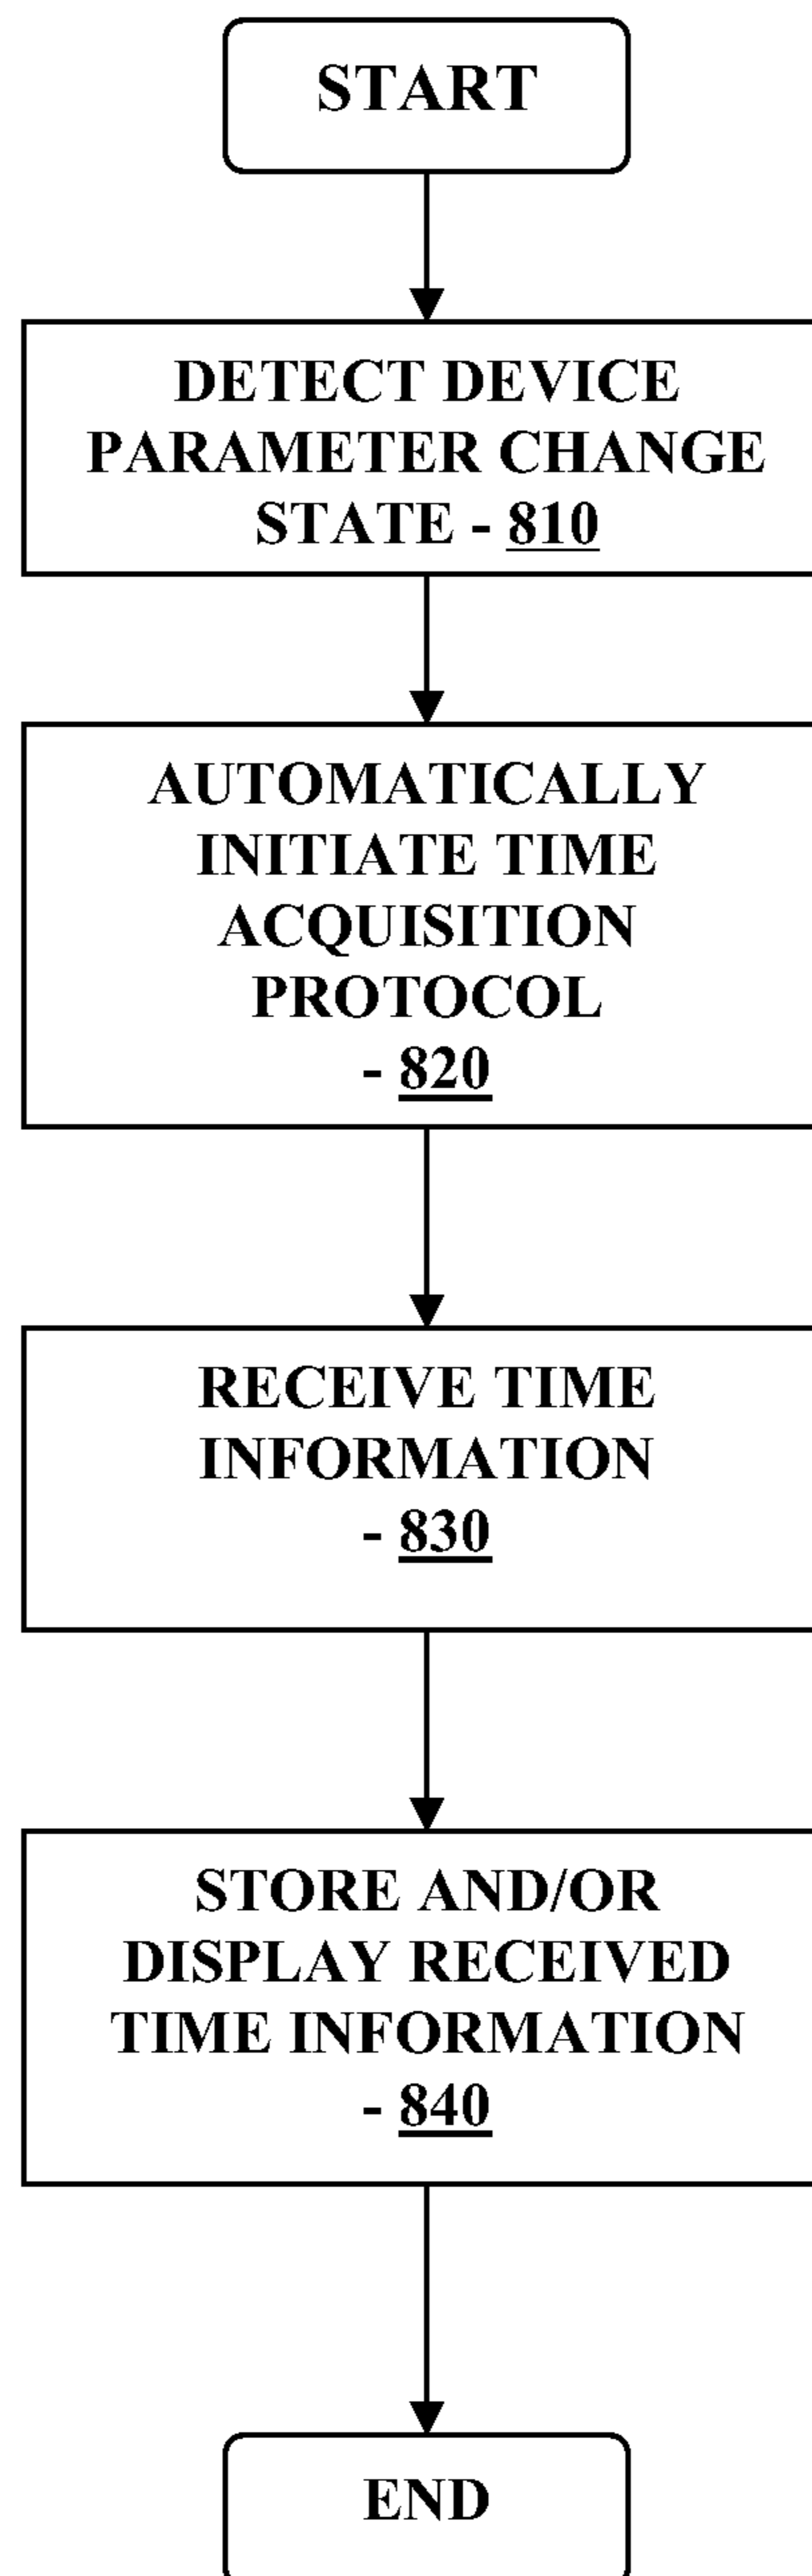 START
DETECT DEVICE
PARAMETER CHANGE
STATE - 810
AUTOMATICALLY
INITIATE TIME
ACQUISITION
PROTOCOL
- 820
RECEIVE TIME
INFORMATION
- 830
STORE AND/OR
DISPLAY RECEIVED
TIME INFORMATION
- 840
END